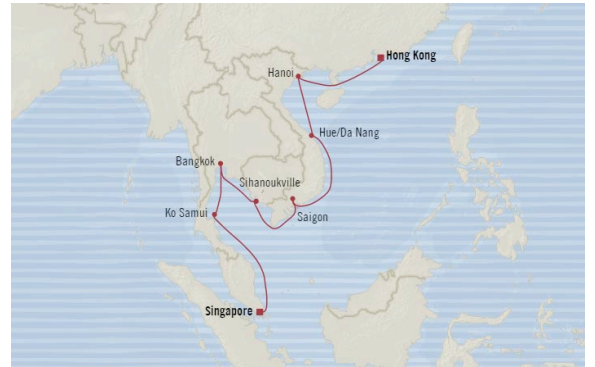 Hong Kong
Hanoi
Hue/Da Nang
Bangkok
Sihanoukville
Ko Samui
Saigon
Singapore